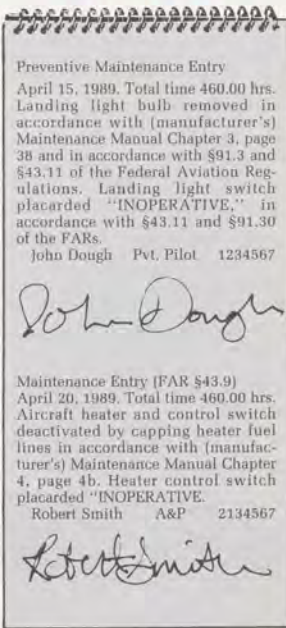 Preventive Maintenance Entry
April 15, 1989. Total time 460.00 hrs.
Landing light bulb removed in
accordance with (manufacturer's)
Maintenance Manual Chapter 3, page
38 and in accordance with §91.3 and
§43.11 of the Federal Aviation Reg-
ulations. Landing light switch
placarded "INOPERATIVE," in
accordance with §43.11 and §91.30
of the FARs.
John Dough Pvt. Pilot 1234567
John Dough
Maintenance Entry (FAR §43.9)
April 20, 1989. Total time 460.00 hrs.
Aircraft heater and control switch
deactivated by capping heater fuel
lines in accordance with (manufac-
turer's) Maintenance Manual Chapter
4, page 4b. Heater control switch
placarded "INOPERATIVE.
Robert Smith A&P 2134567
Robert Smith